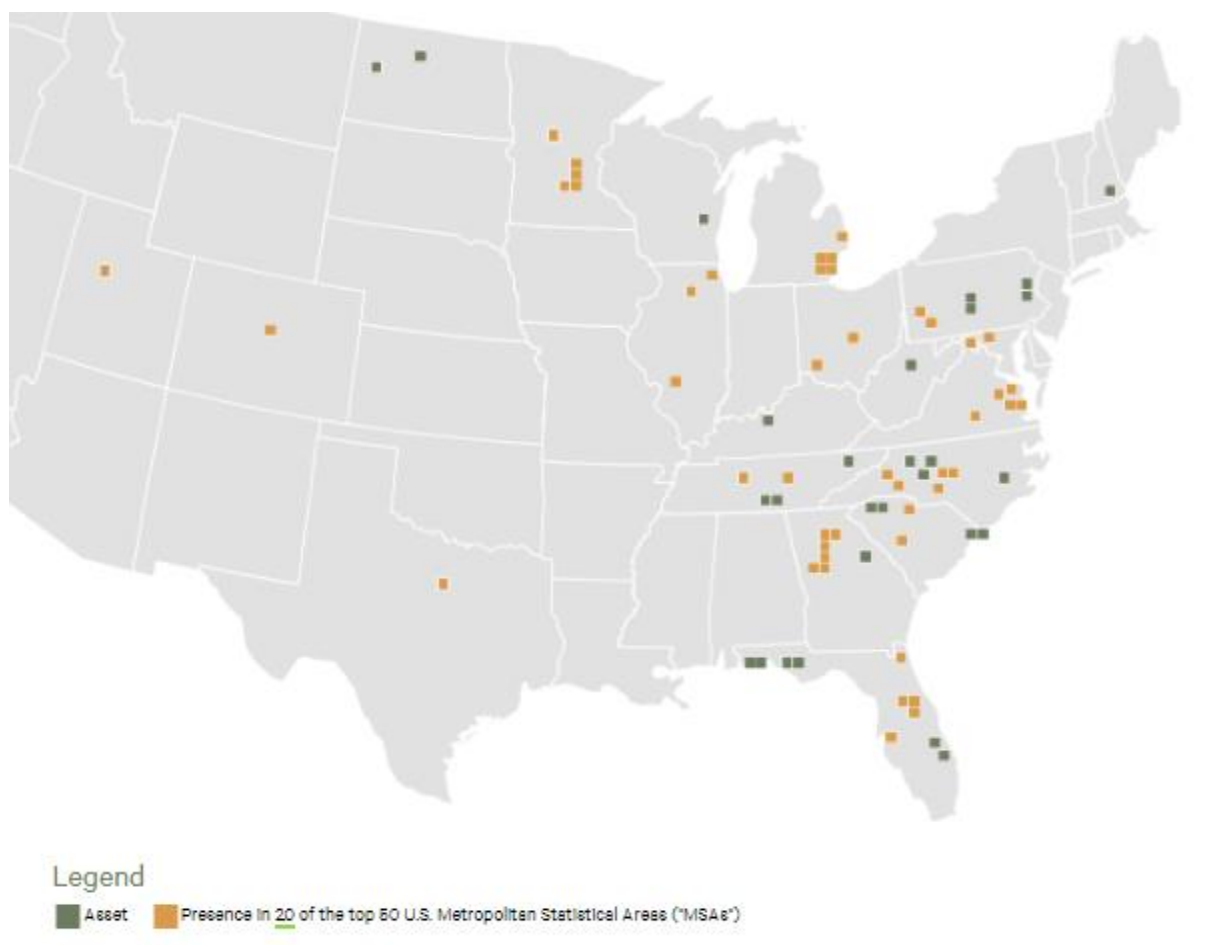 Legend
Asset
Presence in 20 of the top 50 U.S. Metropolitan Statistical Areas ("MSAs")